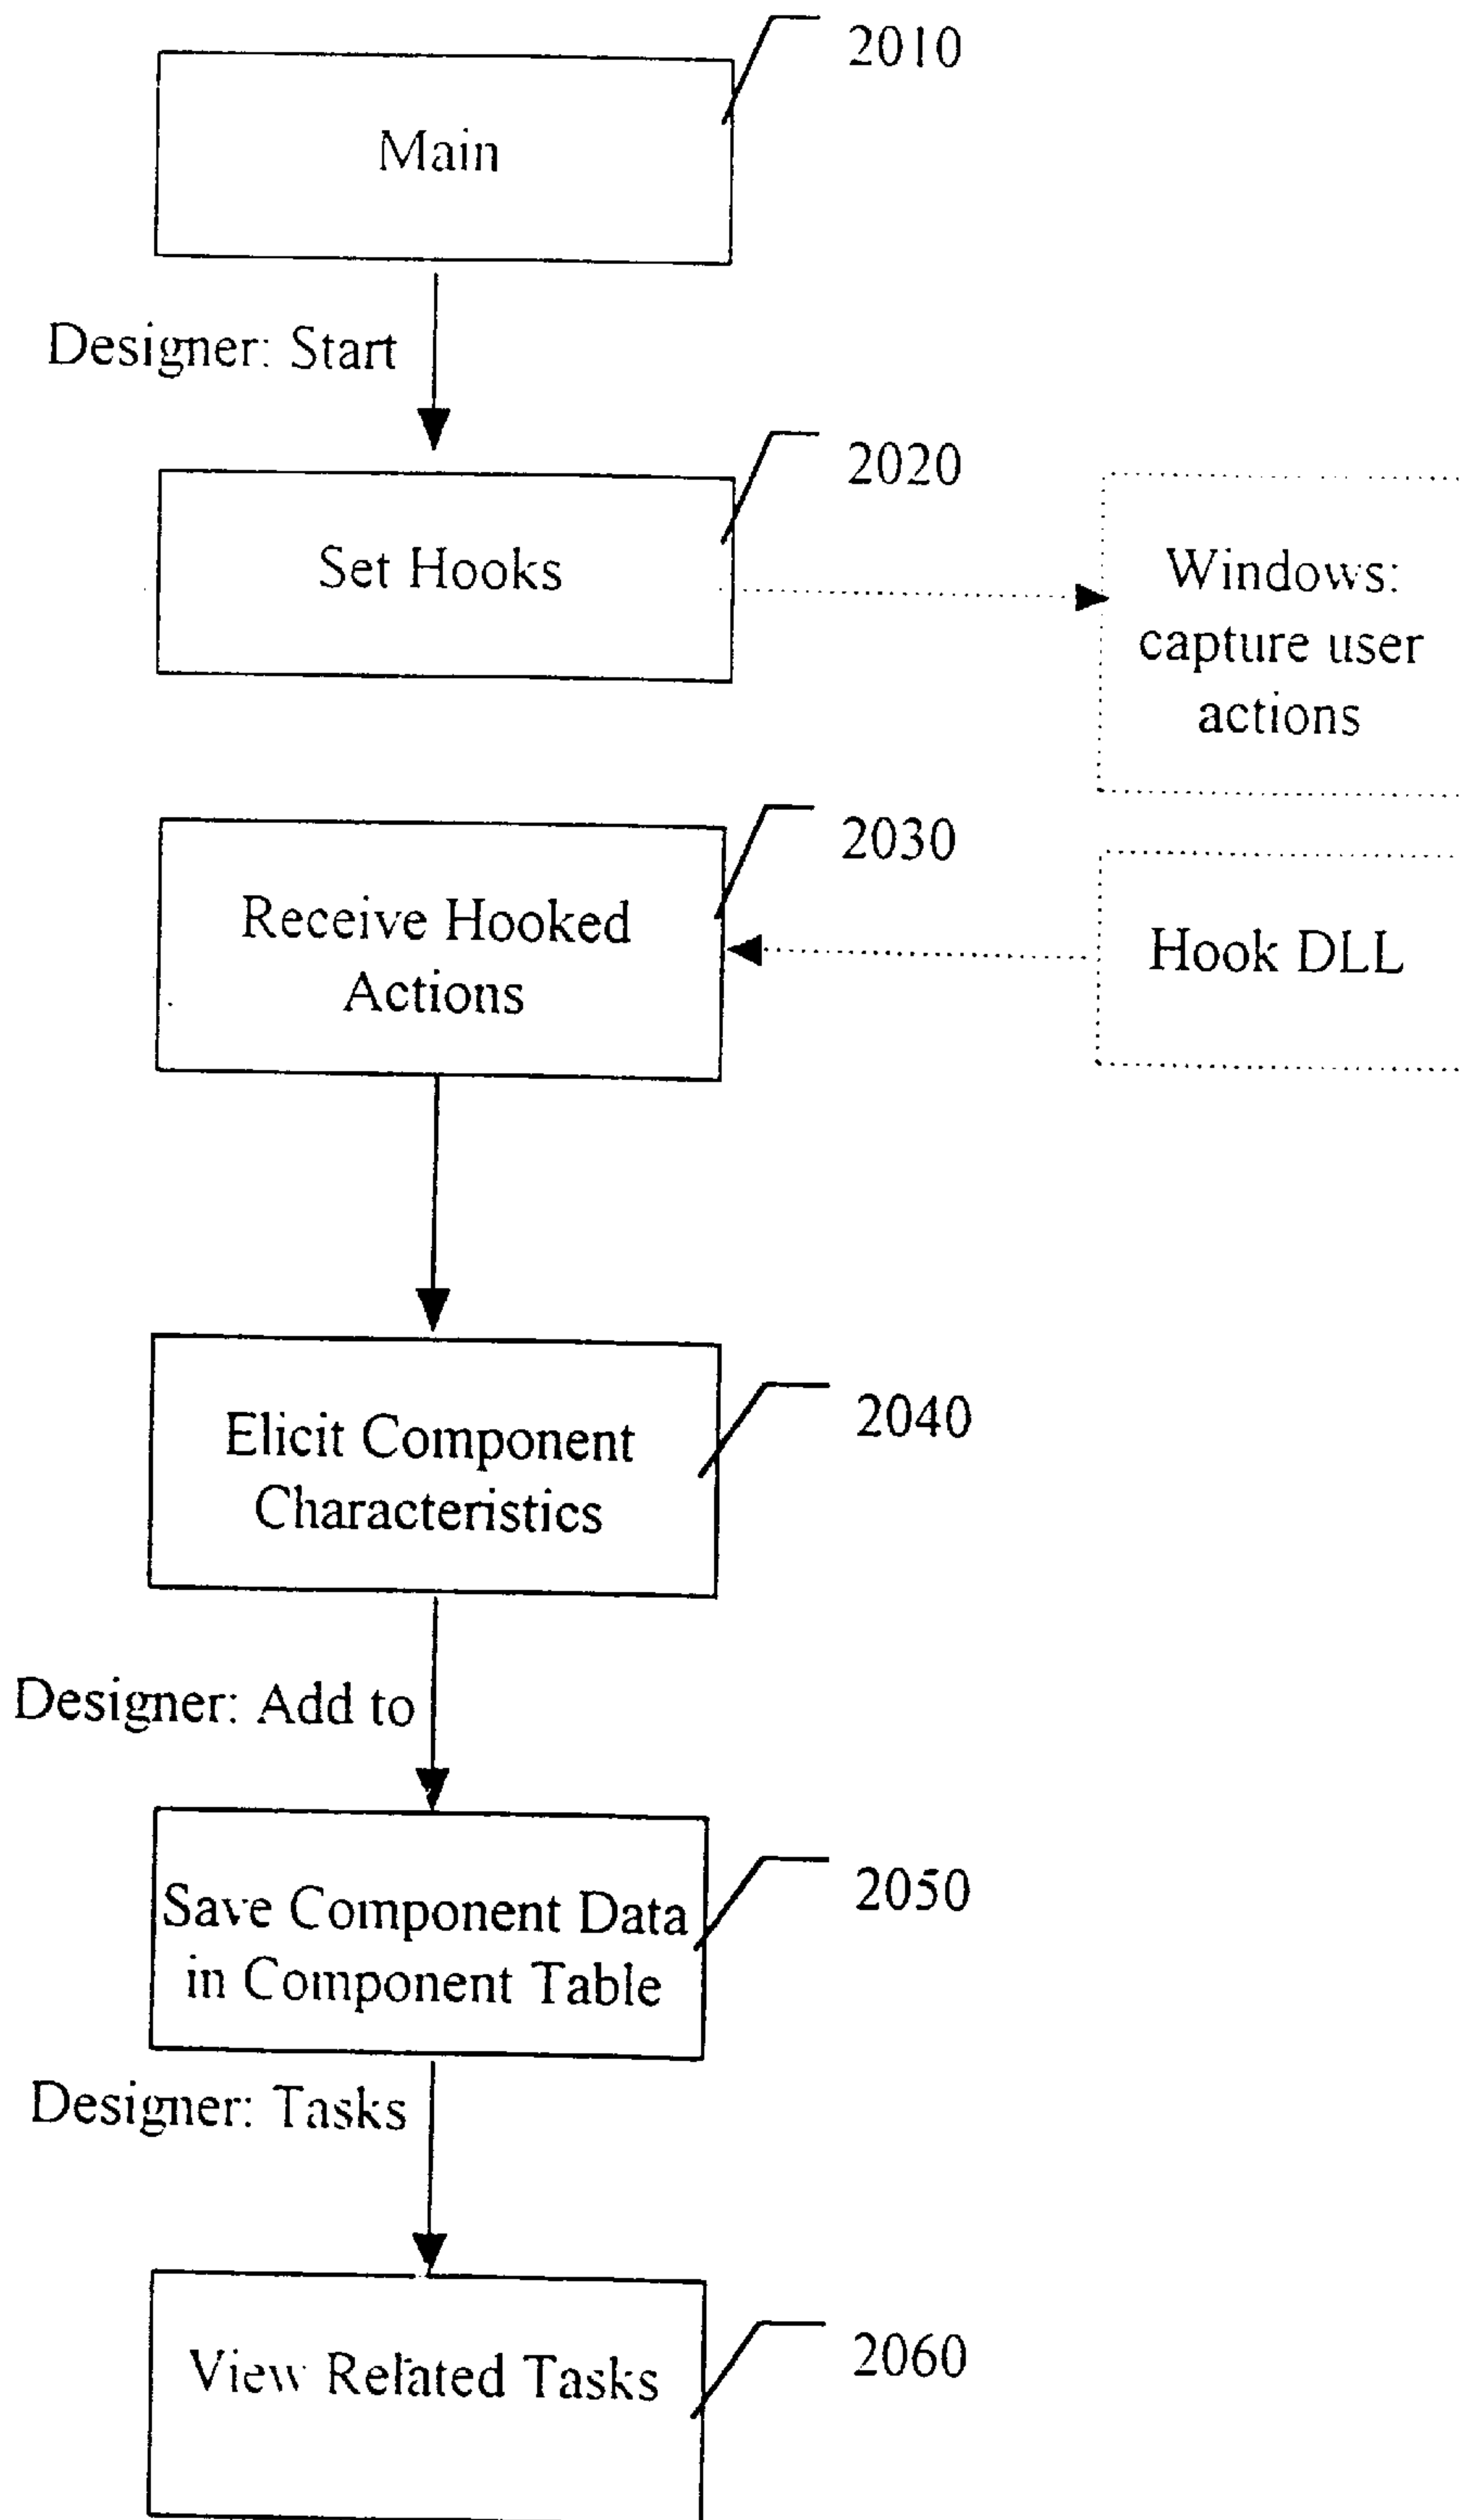 2010
Main
Designer: Start
2020
Set Hooks
Windows:
capture user
actions
2030
Receive Hooked
Actions
Hook DLL
2040
Elicit Component
Characteristics
Designer: Add to
2050
Save Component Data
in Component Table
Designer: Tasks
2060
View Related Tasks